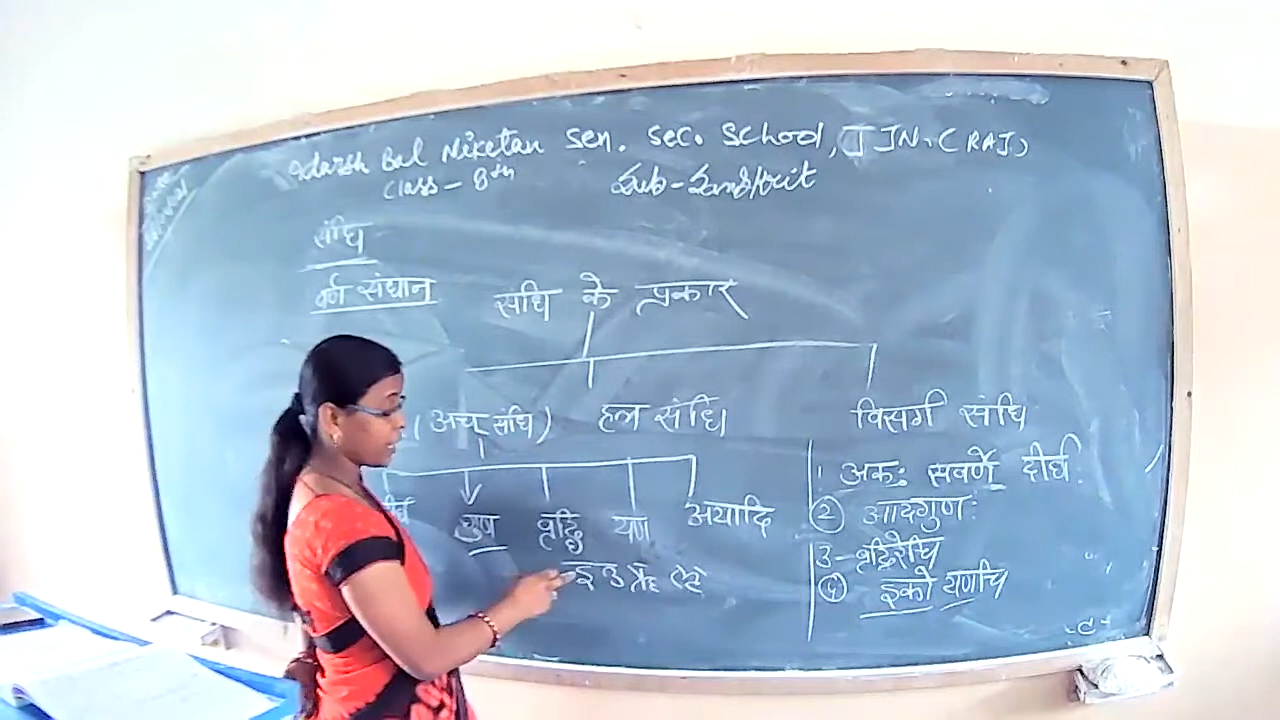 Adarsh Bal Niketan Sen. Sec. School, JJN. (RAJ)
Class - 8th Sub - Sanskrit
संधि
वर्ण संधान
संधि के प्रकार
(अच् संधि) हल संधि विसर्ग संधि
1 अक: सवर्णे दीर्घ:
गुण वृद्धि यण अयादि
2 आदगुण:
3 - वृद्धिरेचि
इ उ ऋ लृ
4 इको यणचि